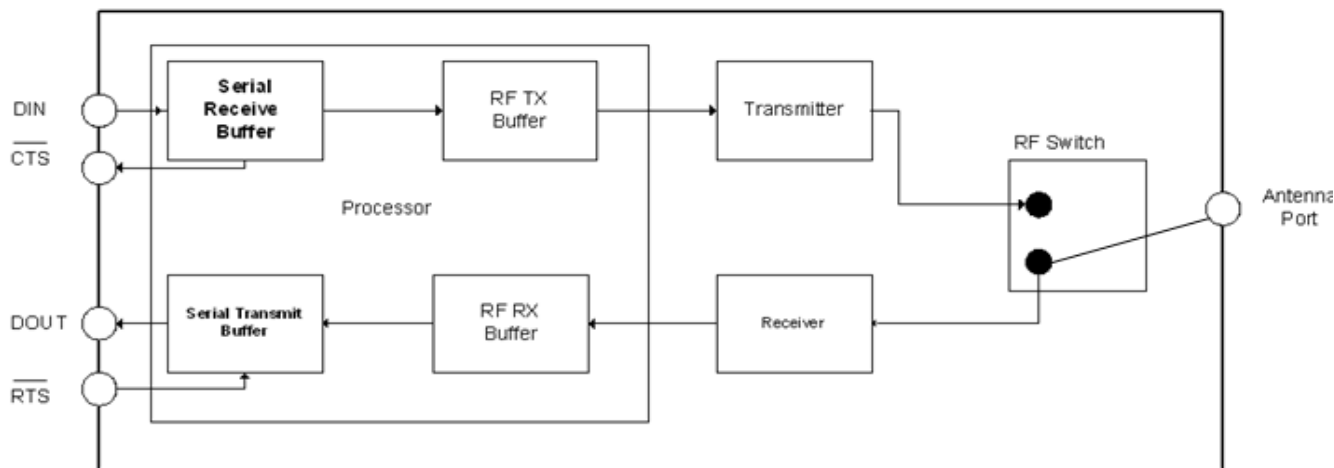 DIN
CTS
Serial
Receive
Buffer
RF TX
Buffer
Transmitter
RF Switch
Antenna
Port
Processor
DOUT
RTS
Serial Transmit
Buffer
RF RX
Buffer
Receiver